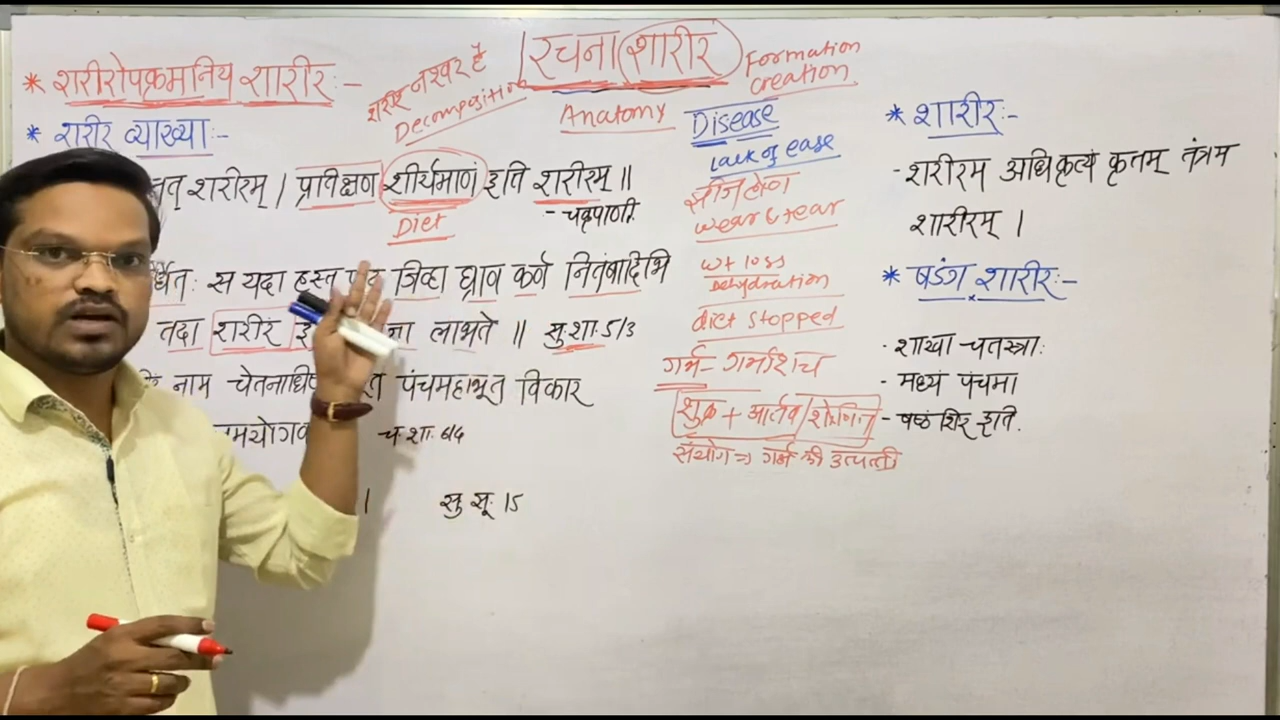 रचना शारीर
Anatomy
Formation
creation
* शरीरोपक्रमनिय शारीर :-
शरीर नश्वर है
Decomposition
* शरीर व्याख्या :-
शरीरम् । प्रतिक्षण शीर्यमाणं इति शरीरम् ॥
- चक्रपाणी
Diet
स यदा हस्त पाद जिव्हा घ्राव कर्ण नितंबादिभि
तदा शरीरं लाभते ॥ सु.शा. 5/3
नाम पंचमहाभूत विकार
च.शा. 6/4
। सु सू. 15
Disease
Lack of ease
झीज होणे
wear & tear
wt loss
Dehydration
diet stopped
गर्भ - गर्भाशय
शुक्र + आर्तव/शोणित
संयोग => गर्भ की उत्पत्ती
* शारीर :-
- शरीरम अधिकृत्यं कृतम् तंत्रम
शारीरम् ।
* षडंग शारीर :-
· शाखा चतस्त्राः
· मध्यं पंचमा
- षष्ठं शिर इति.